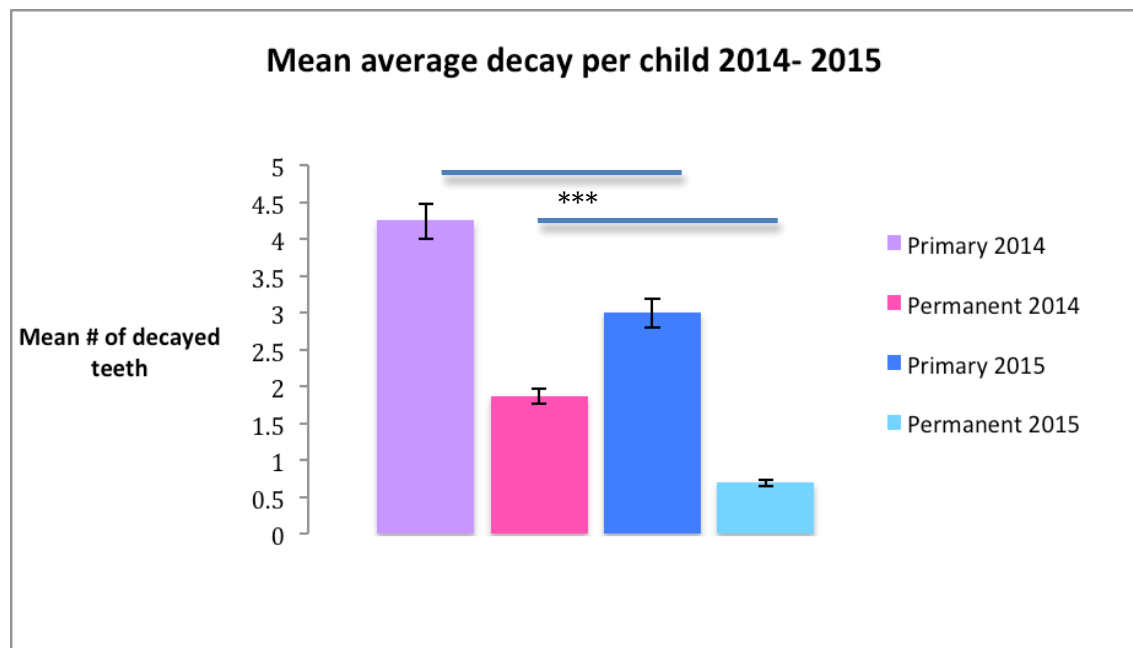 Mean average decay per child 2014- 2015
5
4.5
4
3.5
3
2.5
2
1.5
1
0.5
0
***
Mean # of decayed
teeth
Primary 2014
Permanent 2014
Primary 2015
Permanent 2015